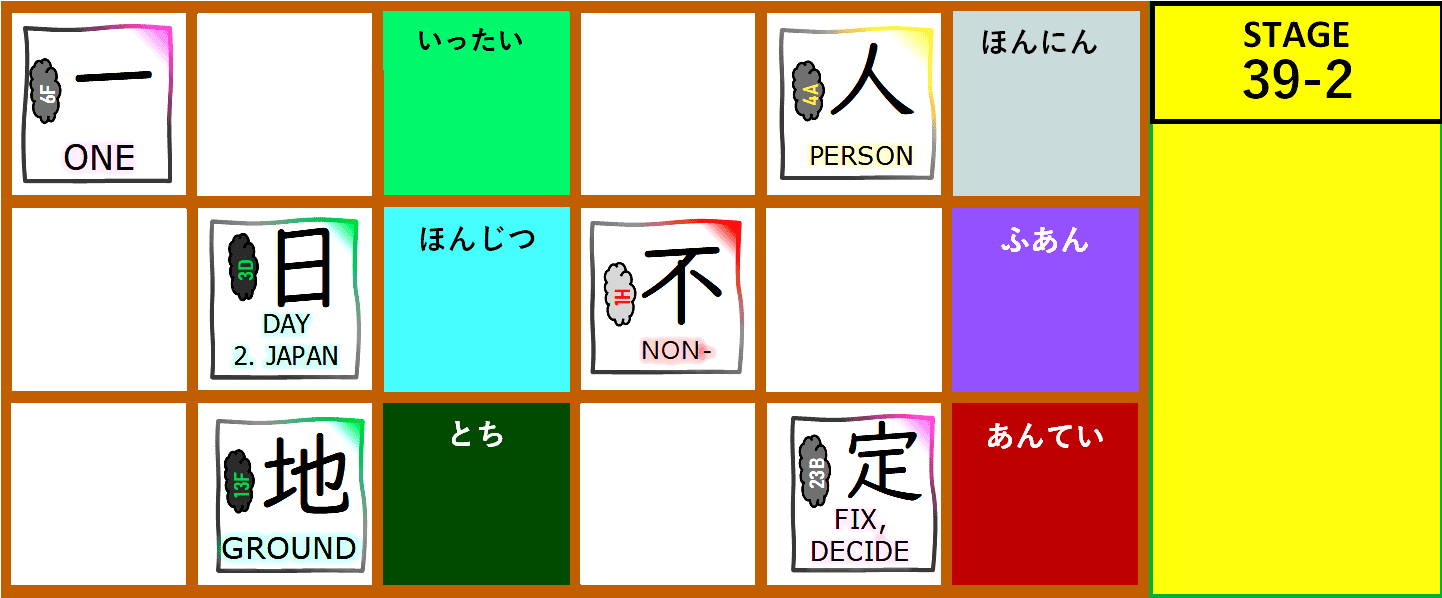 6F
一
ONE
いったい
4A
人
PERSON
ほんにん
STAGE
39-2
3D
日
DAY
2. JAPAN
ほんじつ
1H
不
NON-
ふあん
13F
地
GROUND
とち
23B
定
FIX,
DECIDE
あんてい